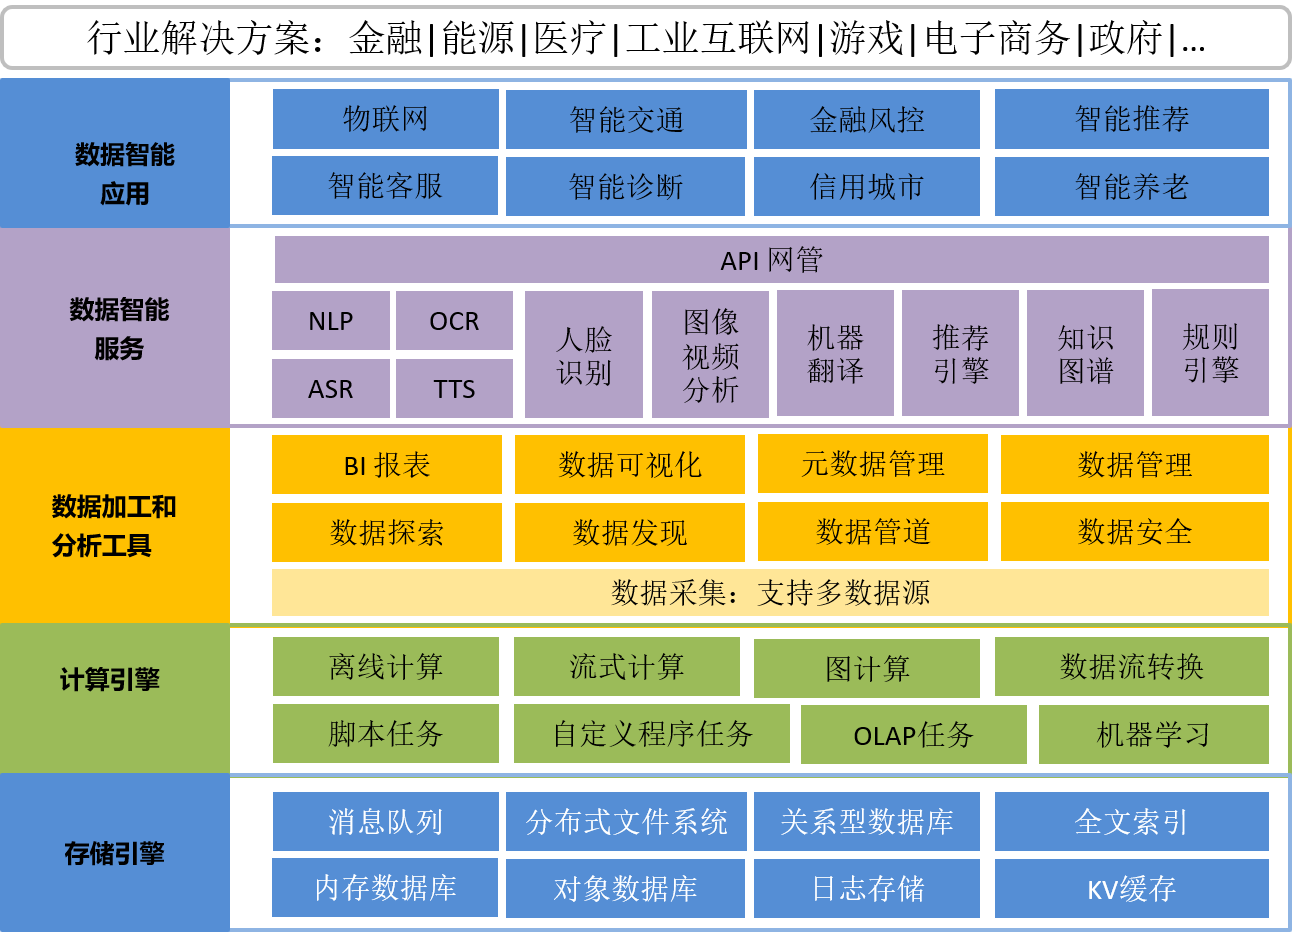 行业解决方案：金融|能源|医疗|工业互联网|游戏|电子商务|政府|...
数据智能
应用
物联网
智能交通
金融风控
智能推荐
智能客服
智能诊断
信用城市
智能养老
数据智能
服务
API 网管
NLP
OCR
ASR
TTS
人脸
识别
图像
视频
分析
机器
翻译
推荐
引擎
知识
图谱
规则
引擎
数据加工和
分析工具
BI 报表
数据可视化
元数据管理
数据管理
数据探索
数据发现
数据管道
数据安全
数据采集：支持多数据源
计算引擎
离线计算
流式计算
图计算
数据流转换
脚本任务
自定义程序任务
OLAP任务
机器学习
存储引擎
消息队列
分布式文件系统
关系型数据库
全文索引
内存数据库
对象数据库
日志存储
KV缓存